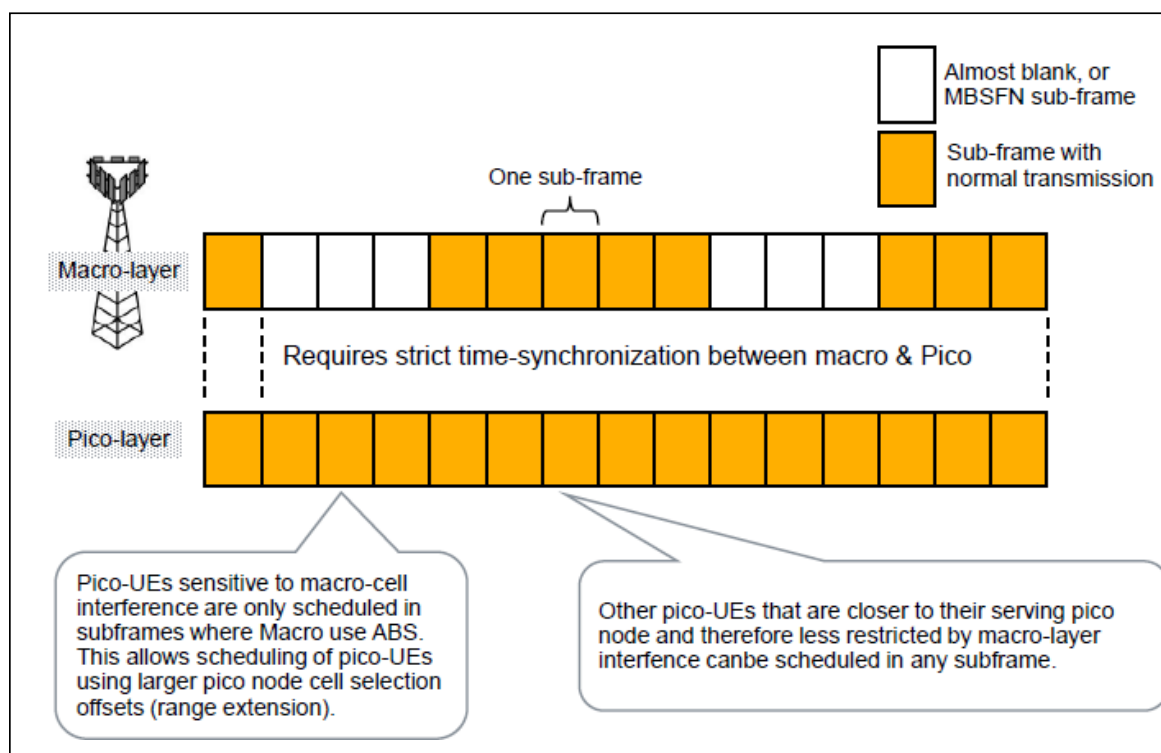 Almost blank, or
MBSFN sub-frame
Sub-frame with
normal transmission
One sub-frame
Macro-layer
Requires strict time-synchronization between macro & Pico
Pico-layer
Pico-UEs sensitive to macro-cell
interference are only scheduled in
subframes where Macro use ABS.
This allows scheduling of pico-UEs
using larger pico node cell selection
offsets (range extension).
Other pico-UEs that are closer to their serving pico
node and therefore less restricted by macro-layer
interfence canbe scheduled in any subframe.